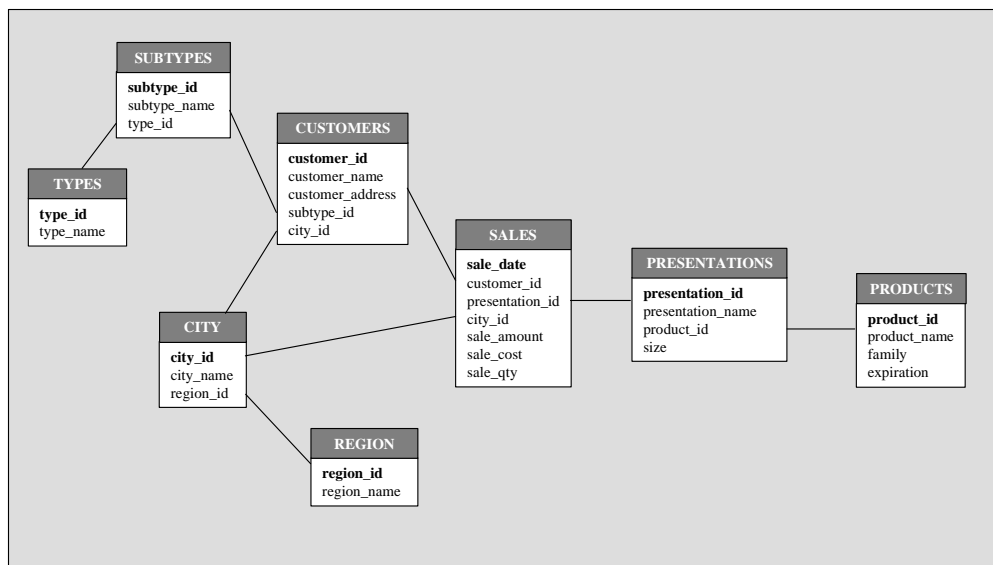 SUBTYPES
subtype_id
subtype_name
type_id
TYPES
type_id
type_name
CUSTOMERS
customer_id
customer_name
customer_address
subtype_id
city_id
CITY
city_id
city_name
region_id
REGION
region_id
region_name
SALES
sale_date
customer_id
presentation_id
city_id
sale_amount
sale_cost
sale_qty
PRESENTATIONS
presentation_id
presentation_name
product_id
size
PRODUCTS
product_id
product_name
family
expiration